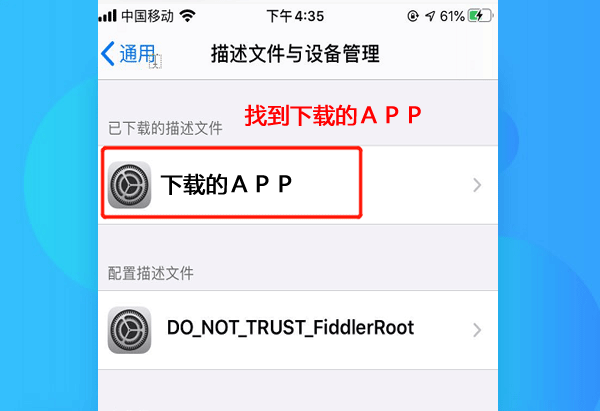 中国移动 下午4:35 61%
通用 描述文件与设备管理
找到下载的ＡＰＰ
已下载的描述文件
下载的ＡＰＰ
配置描述文件
DO_NOT_TRUST_FiddlerRoot